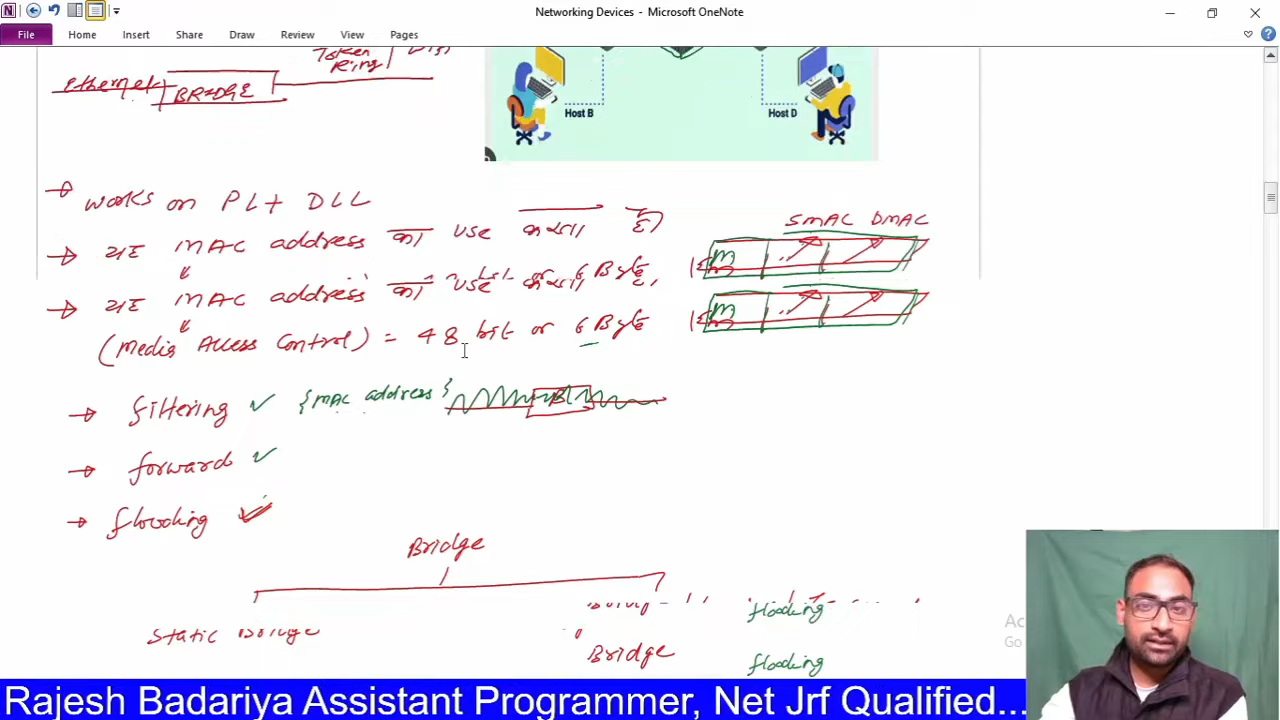 Networking Devices - Microsoft OneNote
File Home Insert Share Draw Review View Pages
Token
Ring
Ethernet BRIDGE
Host B Host D
→ works on PL+ DLL
SMAC DMAC
→ यह MAC address का use करता है
→ यह MAC address का use or 6 Byte
(Media Access Control) = 48 bit or 6 Byte
→ filtering ✓ {MAC address} B
→ forward ✓
→ flooding ✓
Bridge
flooding
Static
Bridge flooding
Ac
Go
Rajesh Badariya Assistant Programmer, Net Jrf Qualified...